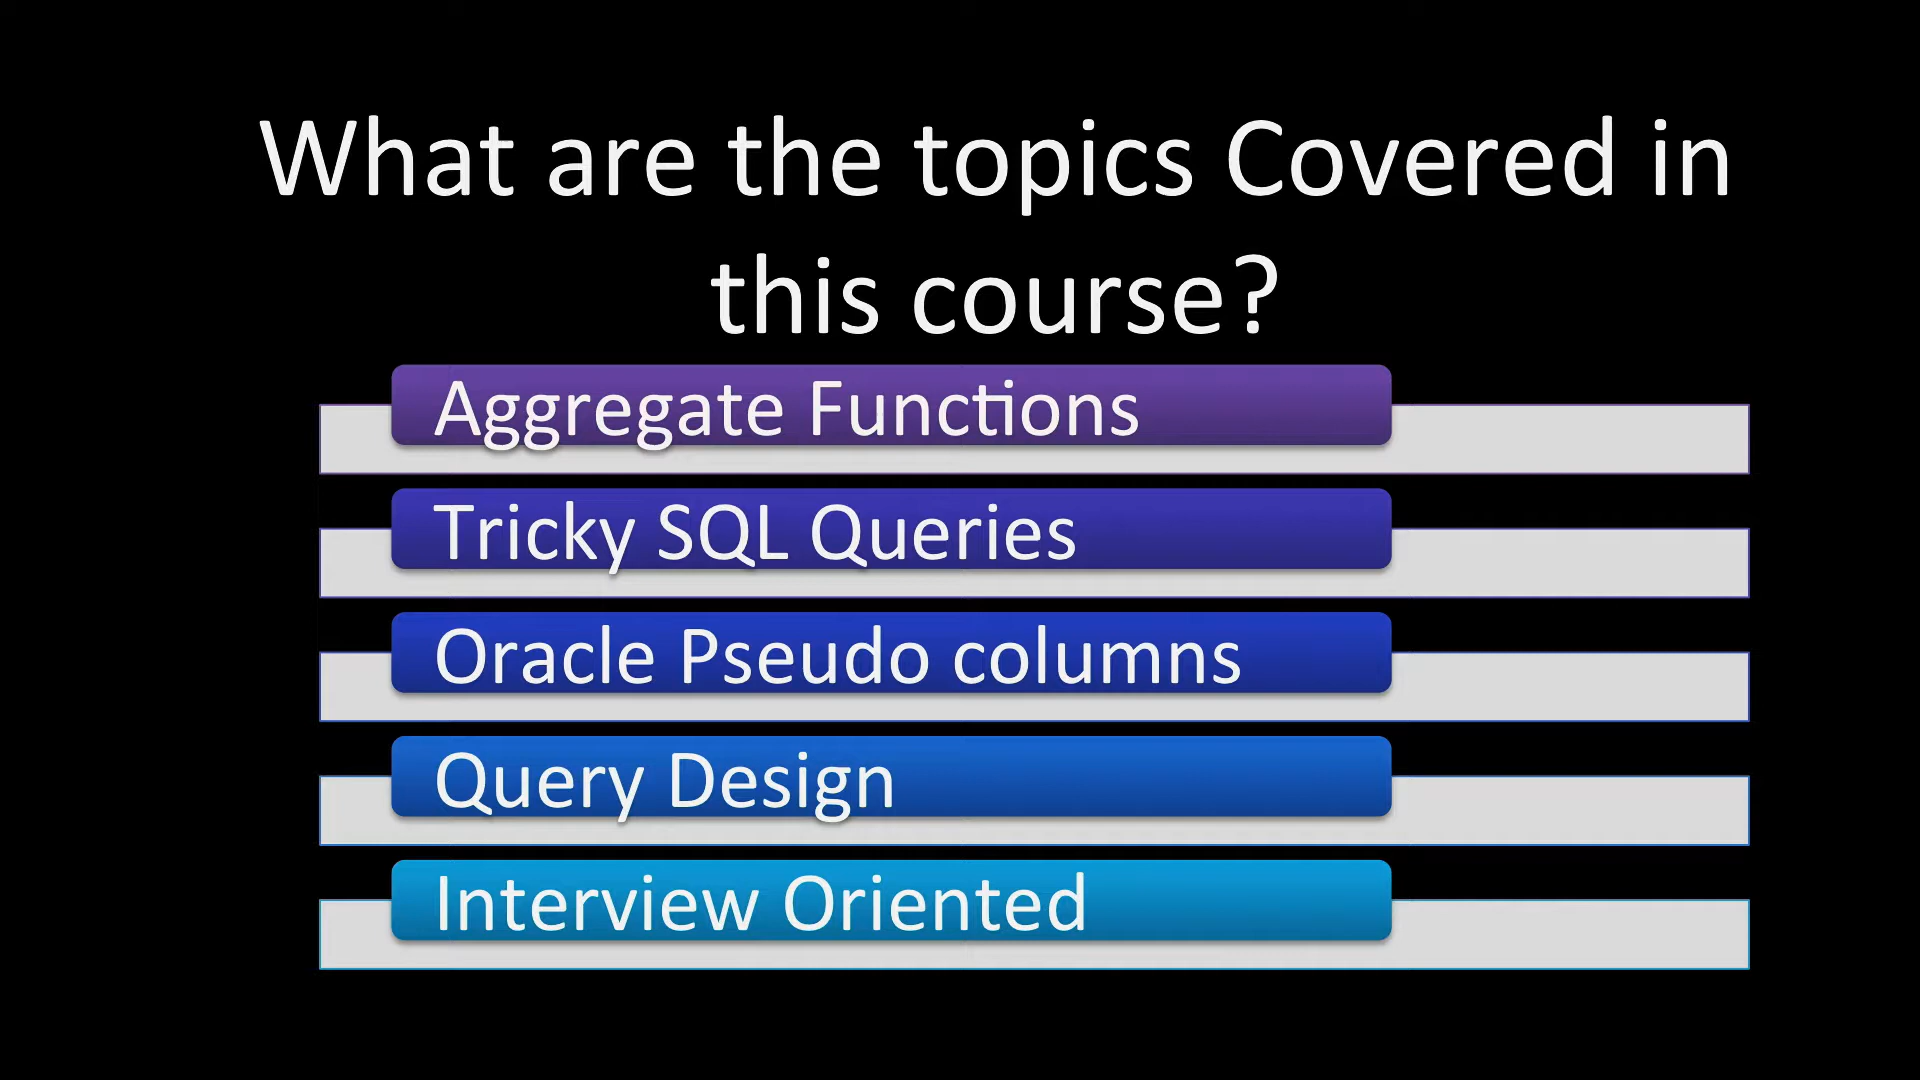 What are the topics Covered in
this course?
Aggregate Functions
Tricky SQL Queries
Oracle Pseudo columns
Query Design
Interview Oriented